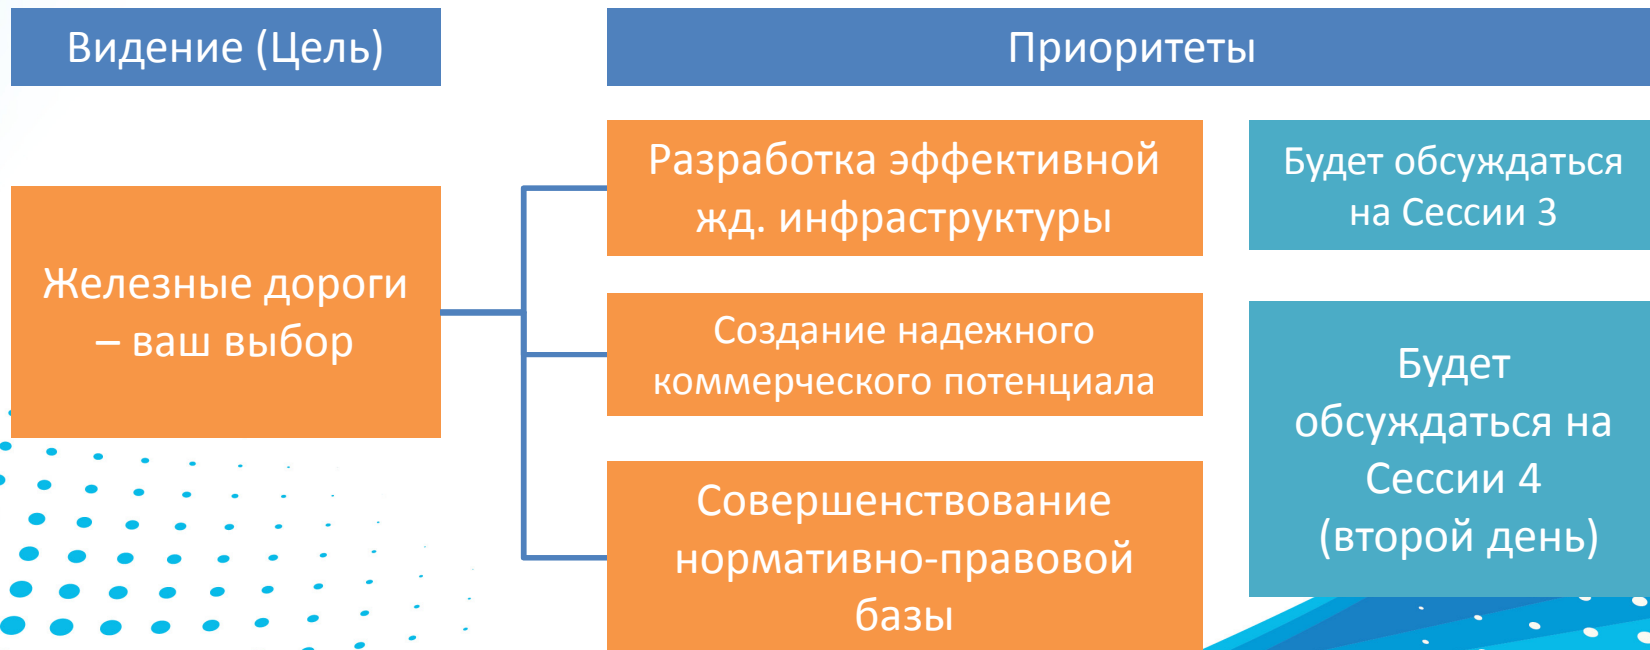 Видение (Цель)
Приоритеты
Железные дороги
– ваш выбор
Разработка эффективной
жд. инфраструктуры
Будет обсуждаться
на Сессии 3
Создание надежного
коммерческого потенциала
Совершенствование
нормативно-правовой
базы
Будет
обсуждаться на
Сессии 4
(второй день)